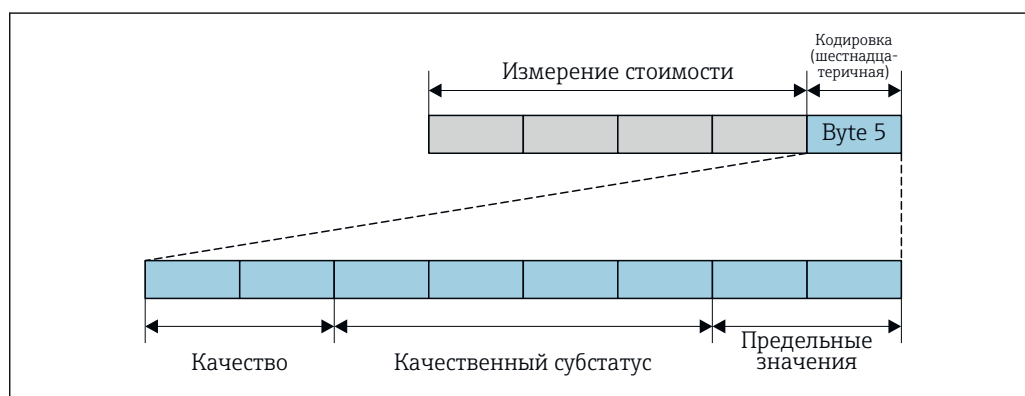 Кодировка
(шестнадца-
теричная)
Измерение стоимости
Byte 5
Качество
Качественный субстатус
Предельные
значения